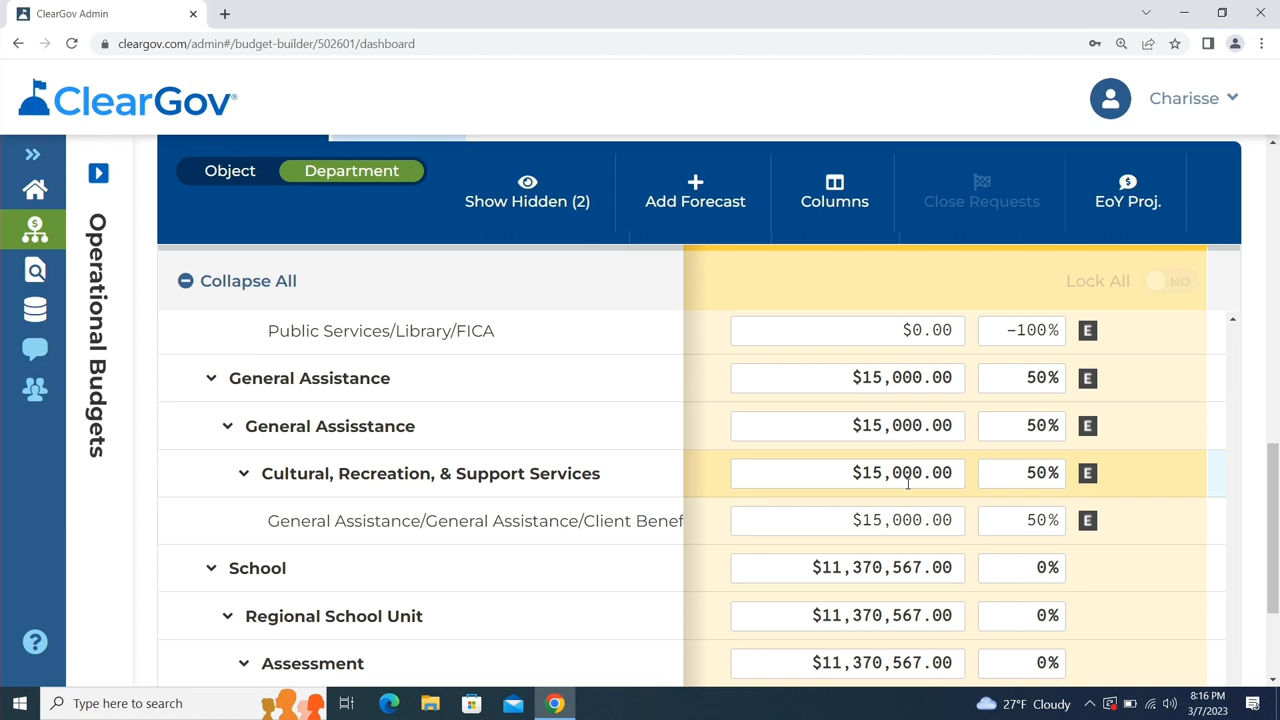 ClearGov Admin
cleargov.com/admin#/budget-builder/502601/dashboard
ClearGov®
Charisse
Operational Budgets
Object
Department
Show Hidden (2)
Add Forecast
Columns
Close Requests
EoY Proj.
Collapse All
Lock All
NO
Public Services/Library/FICA $0.00 -100% E
General Assistance $15,000.00 50% E
General Assisstance $15,000.00 50% E
Cultural, Recreation, & Support Services $15,000.00 50% E
General Assistance/General Assistance/Client Benef $15,000.00 50% E
School $11,370,567.00 0%
Regional School Unit $11,370,567.00 0%
Assessment $11,370,567.00 0%
Type here to search
27°F Cloudy
8:16 PM
3/7/2023